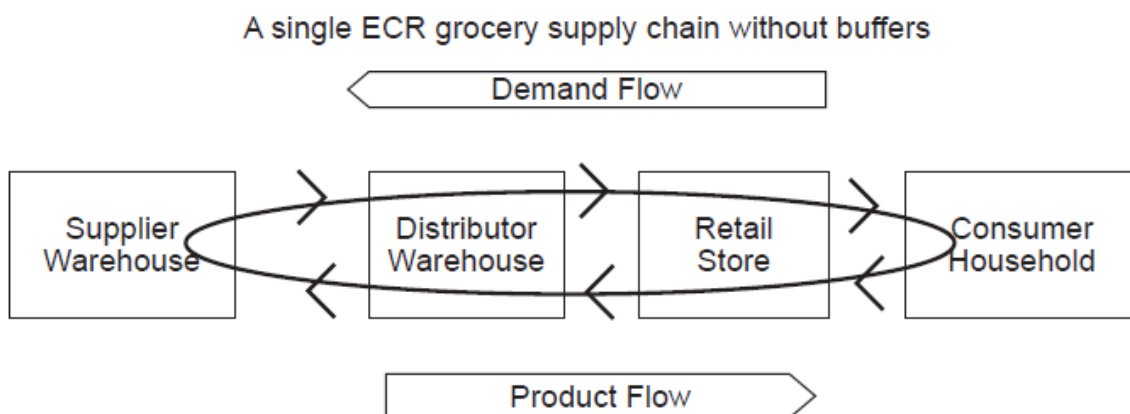 A single ECR grocery supply chain without buffers
Demand Flow
Supplier
Warehouse
Distributor
Warehouse
Retail
Store
Consumer
Household
Product Flow